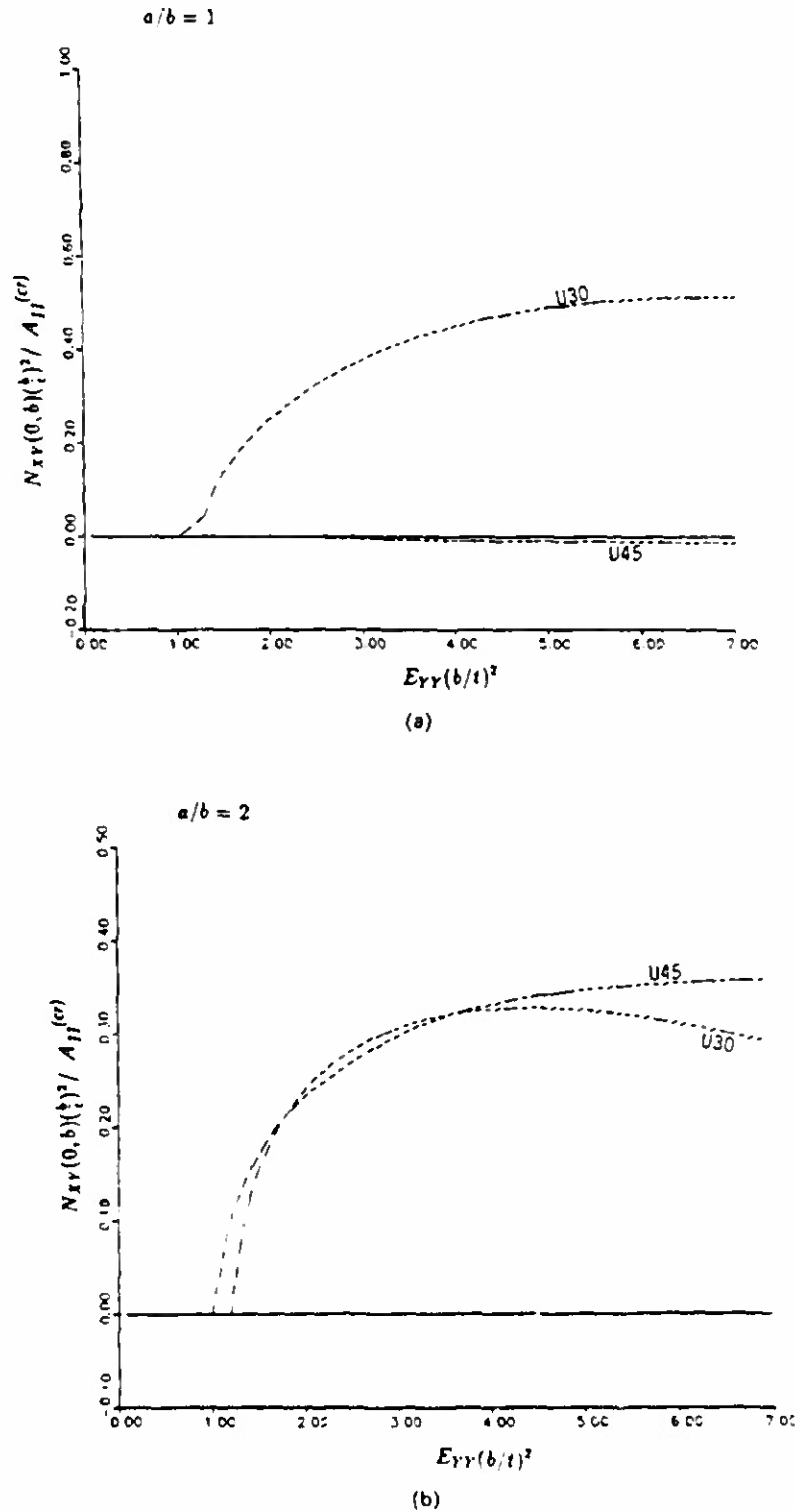 a/b = 1
1.00
0.80
0.60
0.40
0.20
0.00
-0.20
N_XY(0,b)(b/t)²/ A_11^(cr)
U30
U45
0.00 1.00 2.00 3.00 4.00 5.00 6.00 7.00
E_YY(b/t)²
(a)
a/b = 2
0.50
0.40
0.30
0.20
0.10
0.00
-0.10
N_XY(0,b)(b/t)²/ A_11^(cr)
U45
U30
0.00 1.00 2.00 3.00 4.00 5.00 6.00 7.00
E_YY(b/t)²
(b)